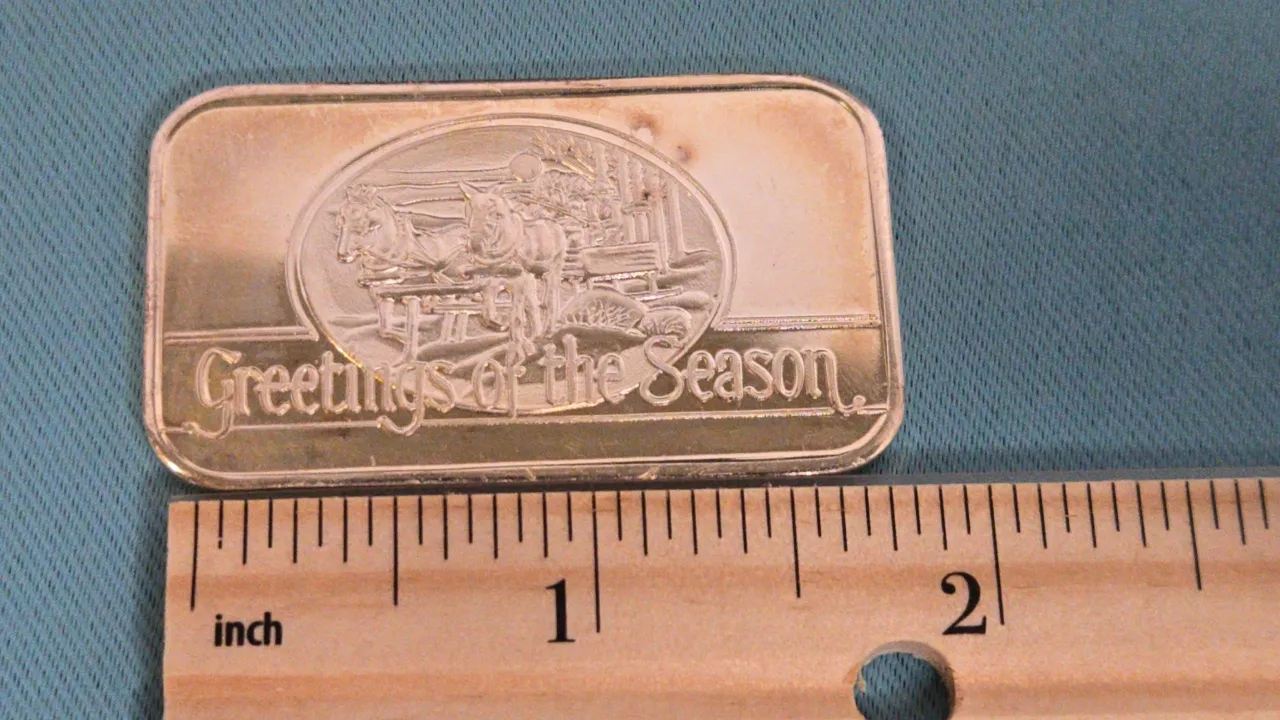 Greetings of the Season
inch
1
2